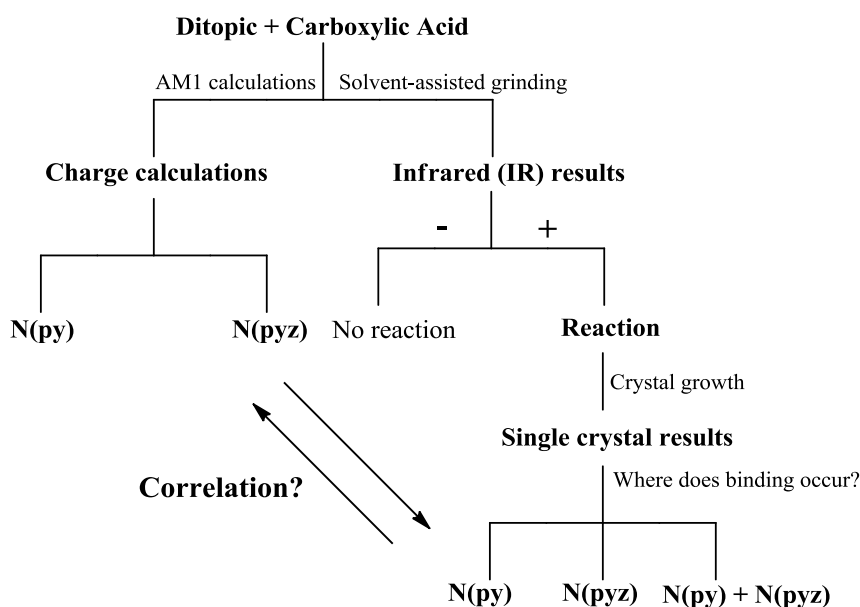 Ditopic + Carboxylic Acid
AM1 calculations
Solvent-assisted grinding
Charge calculations
Infrared (IR) results
-
+
N(py)
N(pyz)
No reaction
Reaction
Crystal growth
Single crystal results
Where does binding occur?
Correlation?
N(py)
N(pyz)
N(py) + N(pyz)